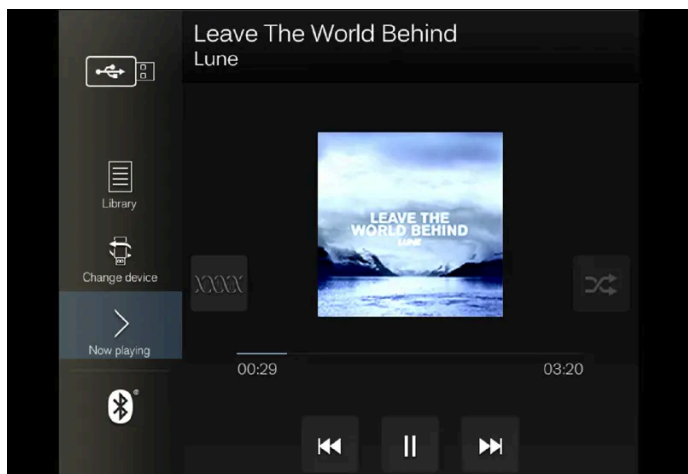 Leave The World Behind
Lune
Library
Change device
Now playing
LEAVE THE
WORLD BEHIND
LUNE
00:29
03:20